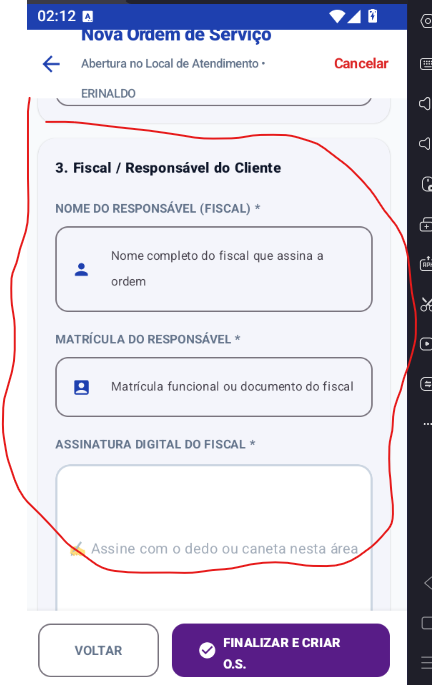 02:12
Nova Ordem de Serviço
Abertura no Local de Atendimento •
Cancelar
ERINALDO
3. Fiscal / Responsável do Cliente
NOME DO RESPONSÁVEL (FISCAL) *
Nome completo do fiscal que assina a
ordem
MATRÍCULA DO RESPONSÁVEL *
Matrícula funcional ou documento do fiscal
ASSINATURA DIGITAL DO FISCAL *
✍️ Assine com o dedo ou caneta nesta área
VOLTAR
FINALIZAR E CRIAR
O.S.